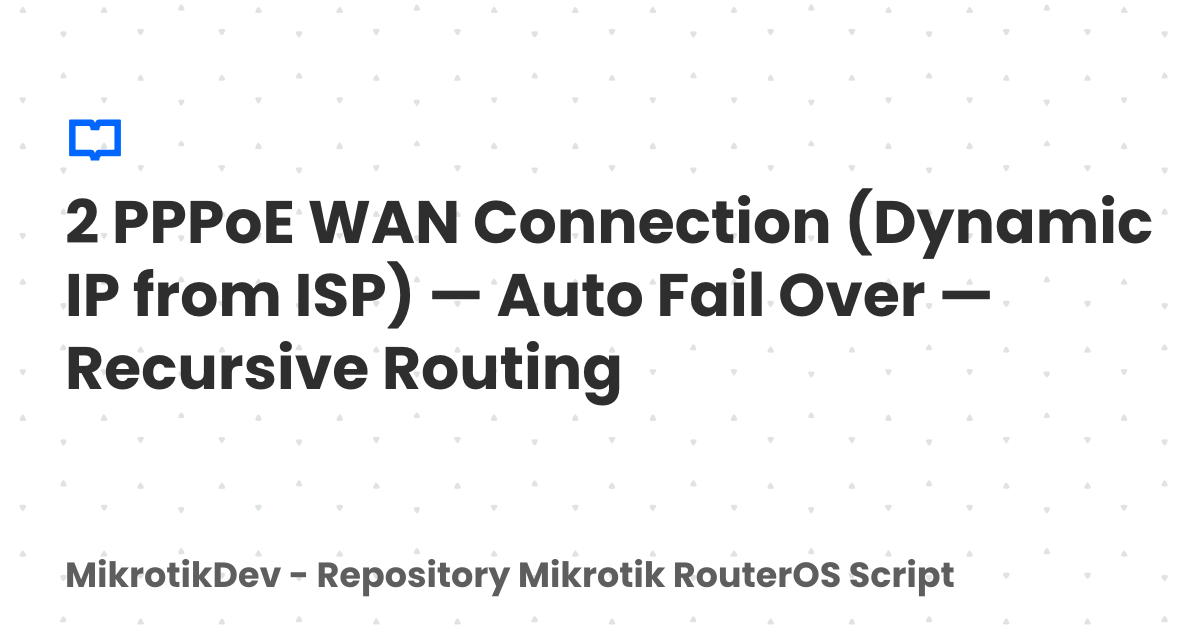 2 PPPoE WAN Connection (Dynamic
IP from ISP) — Auto Fail Over —
Recursive Routing
MikrotikDev - Repository Mikrotik RouterOS Script